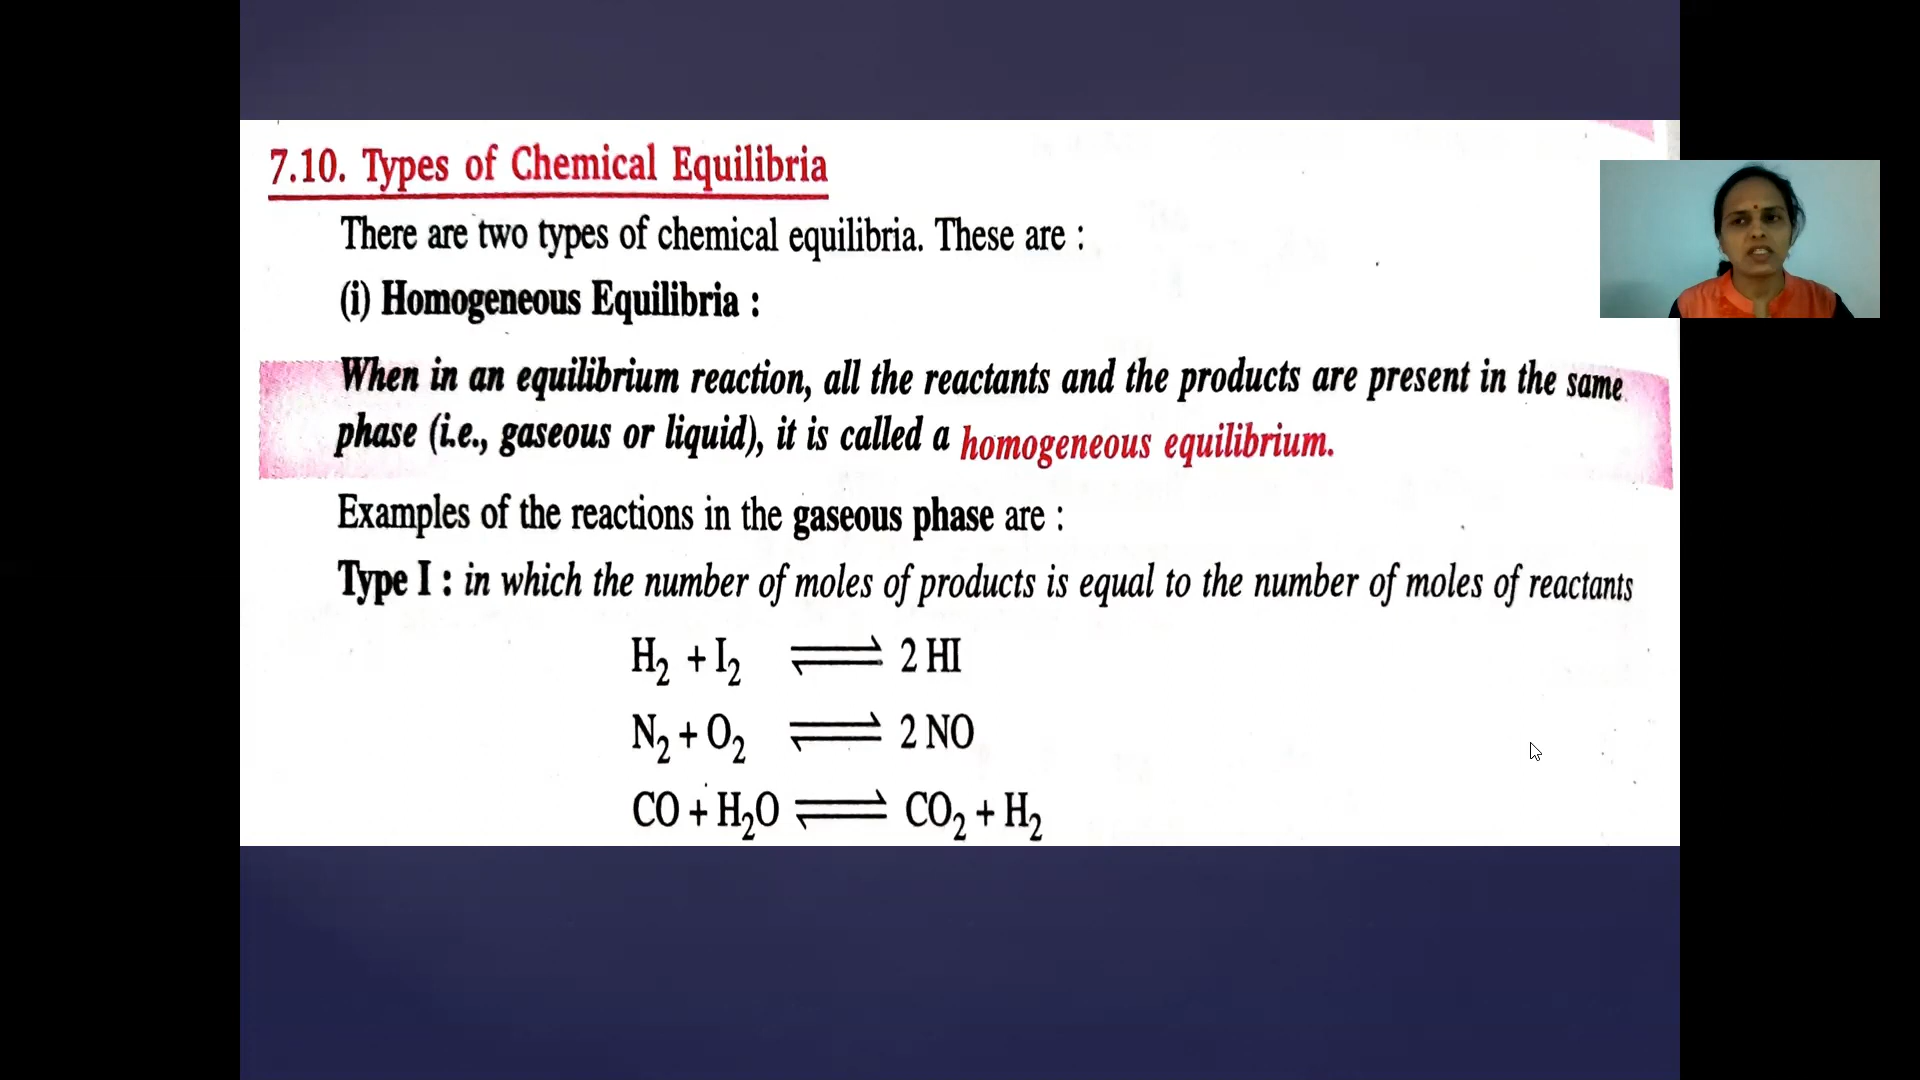 7.10. Types of Chemical Equilibria
There are two types of chemical equilibria. These are :
(i) Homogeneous Equilibria :
When in an equilibrium reaction, all the reactants and the products are present in the same
phase (i.e., gaseous or liquid), it is called a homogeneous equilibrium.
Examples of the reactions in the gaseous phase are :
Type I : in which the number of moles of products is equal to the number of moles of reactants
H₂ + I₂ ⇌ 2 HI
N₂ + O₂ ⇌ 2 NO
CO + H₂O ⇌ CO₂ + H₂